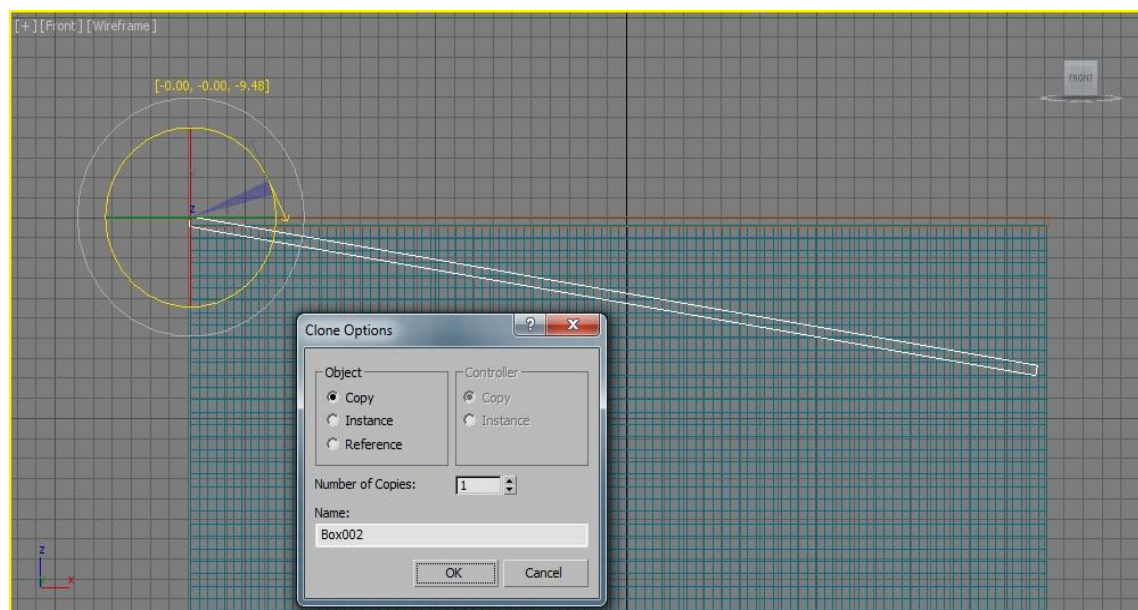 [+][Front][Wireframe]
[-0.00, -0.00, -9.48]
FRONT
z
Clone Options
?
X
Object
Controller
Copy
Copy
Instance
Instance
Reference
Number of Copies:
1
Name:
Box002
OK
Cancel
z
x